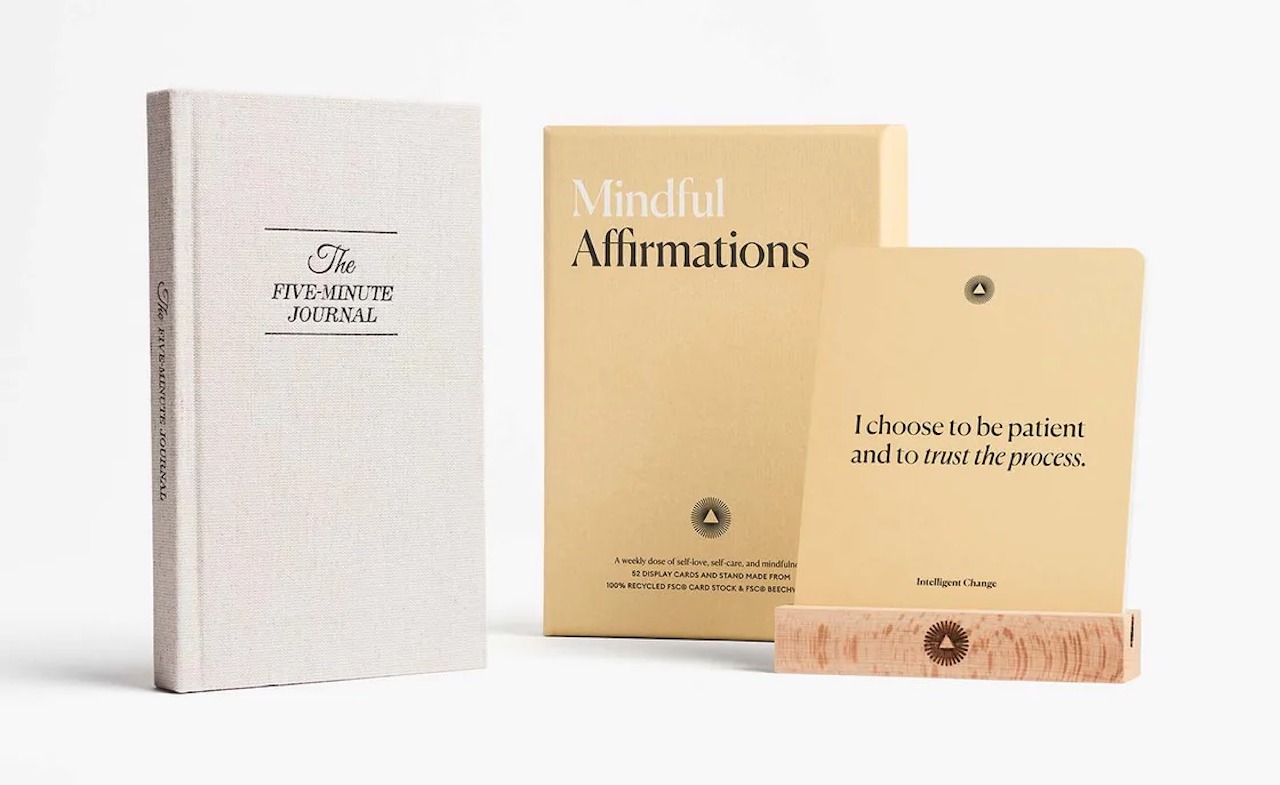 The
FIVE-MINUTE
JOURNAL
The FIVE-MINUTE JOURNAL
Mindful
Affirmations
A weekly dose of self-love, self-care, and
52 DISPLAY CARDS AND STAND MADE FROM
100% RECYCLED FSC® CARD STOCK & FSC®
I choose to be patient
and to trust the process.
Intelligent Change